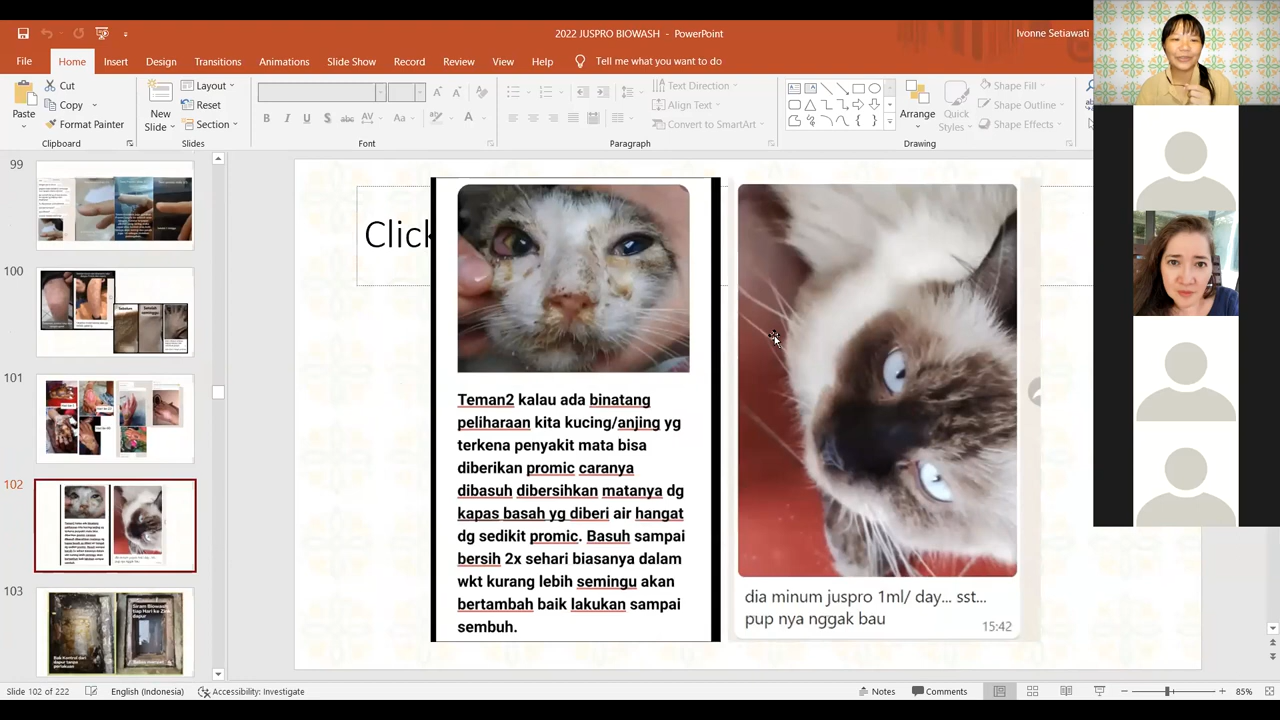 2022 JUSPRO BIOWASH - PowerPoint
Ivonne Setiawati
File Home Insert Design Transitions Animations Slide Show Record Review View Help Tell me what you want to do
Paste
Cut
Copy
Format Painter
Clipboard
New Slide
Layout
Reset
Section
Slides
Font
Text Direction
Align Text
Convert to SmartArt
Paragraph
Arrange
Quick Styles
Shape Fill
Shape Outline
Shape Effects
Drawing
99
100
101
102
103
Click
Teman2 kalau ada binatang
peliharaan kita kucing/anjing yg
terkena penyakit mata bisa
diberikan promic caranya
dibasuh dibersihkan matanya dg
kapas basah yg diberi air hangat
dg sedikit promic. Basuh sampai
bersih 2x sehari biasanya dalam
wkt kurang lebih semingu akan
bertambah baik lakukan sampai
sembuh.
dia minum juspro 1ml/ day... sst...
pup nya nggak bau
15:42
Slide 102 of 222 English (Indonesia) Accessibility: Investigate Notes Comments 85%